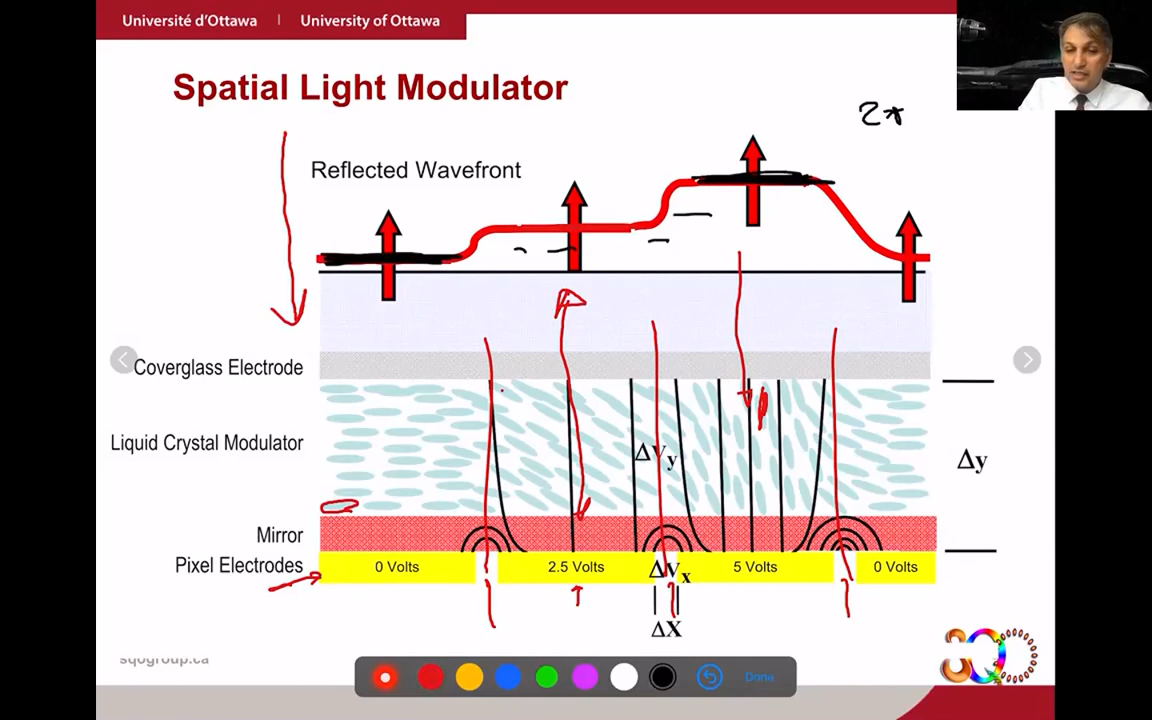 Université d'Ottawa | University of Ottawa
Spatial Light Modulator
2π
Reflected Wavefront
Coverglass Electrode
Liquid Crystal Modulator
ΔVy
Δy
Mirror
Pixel Electrodes
0 Volts
2.5 Volts
ΔVx
5 Volts
0 Volts
ΔX
sqogroup.ca
SQO
Done